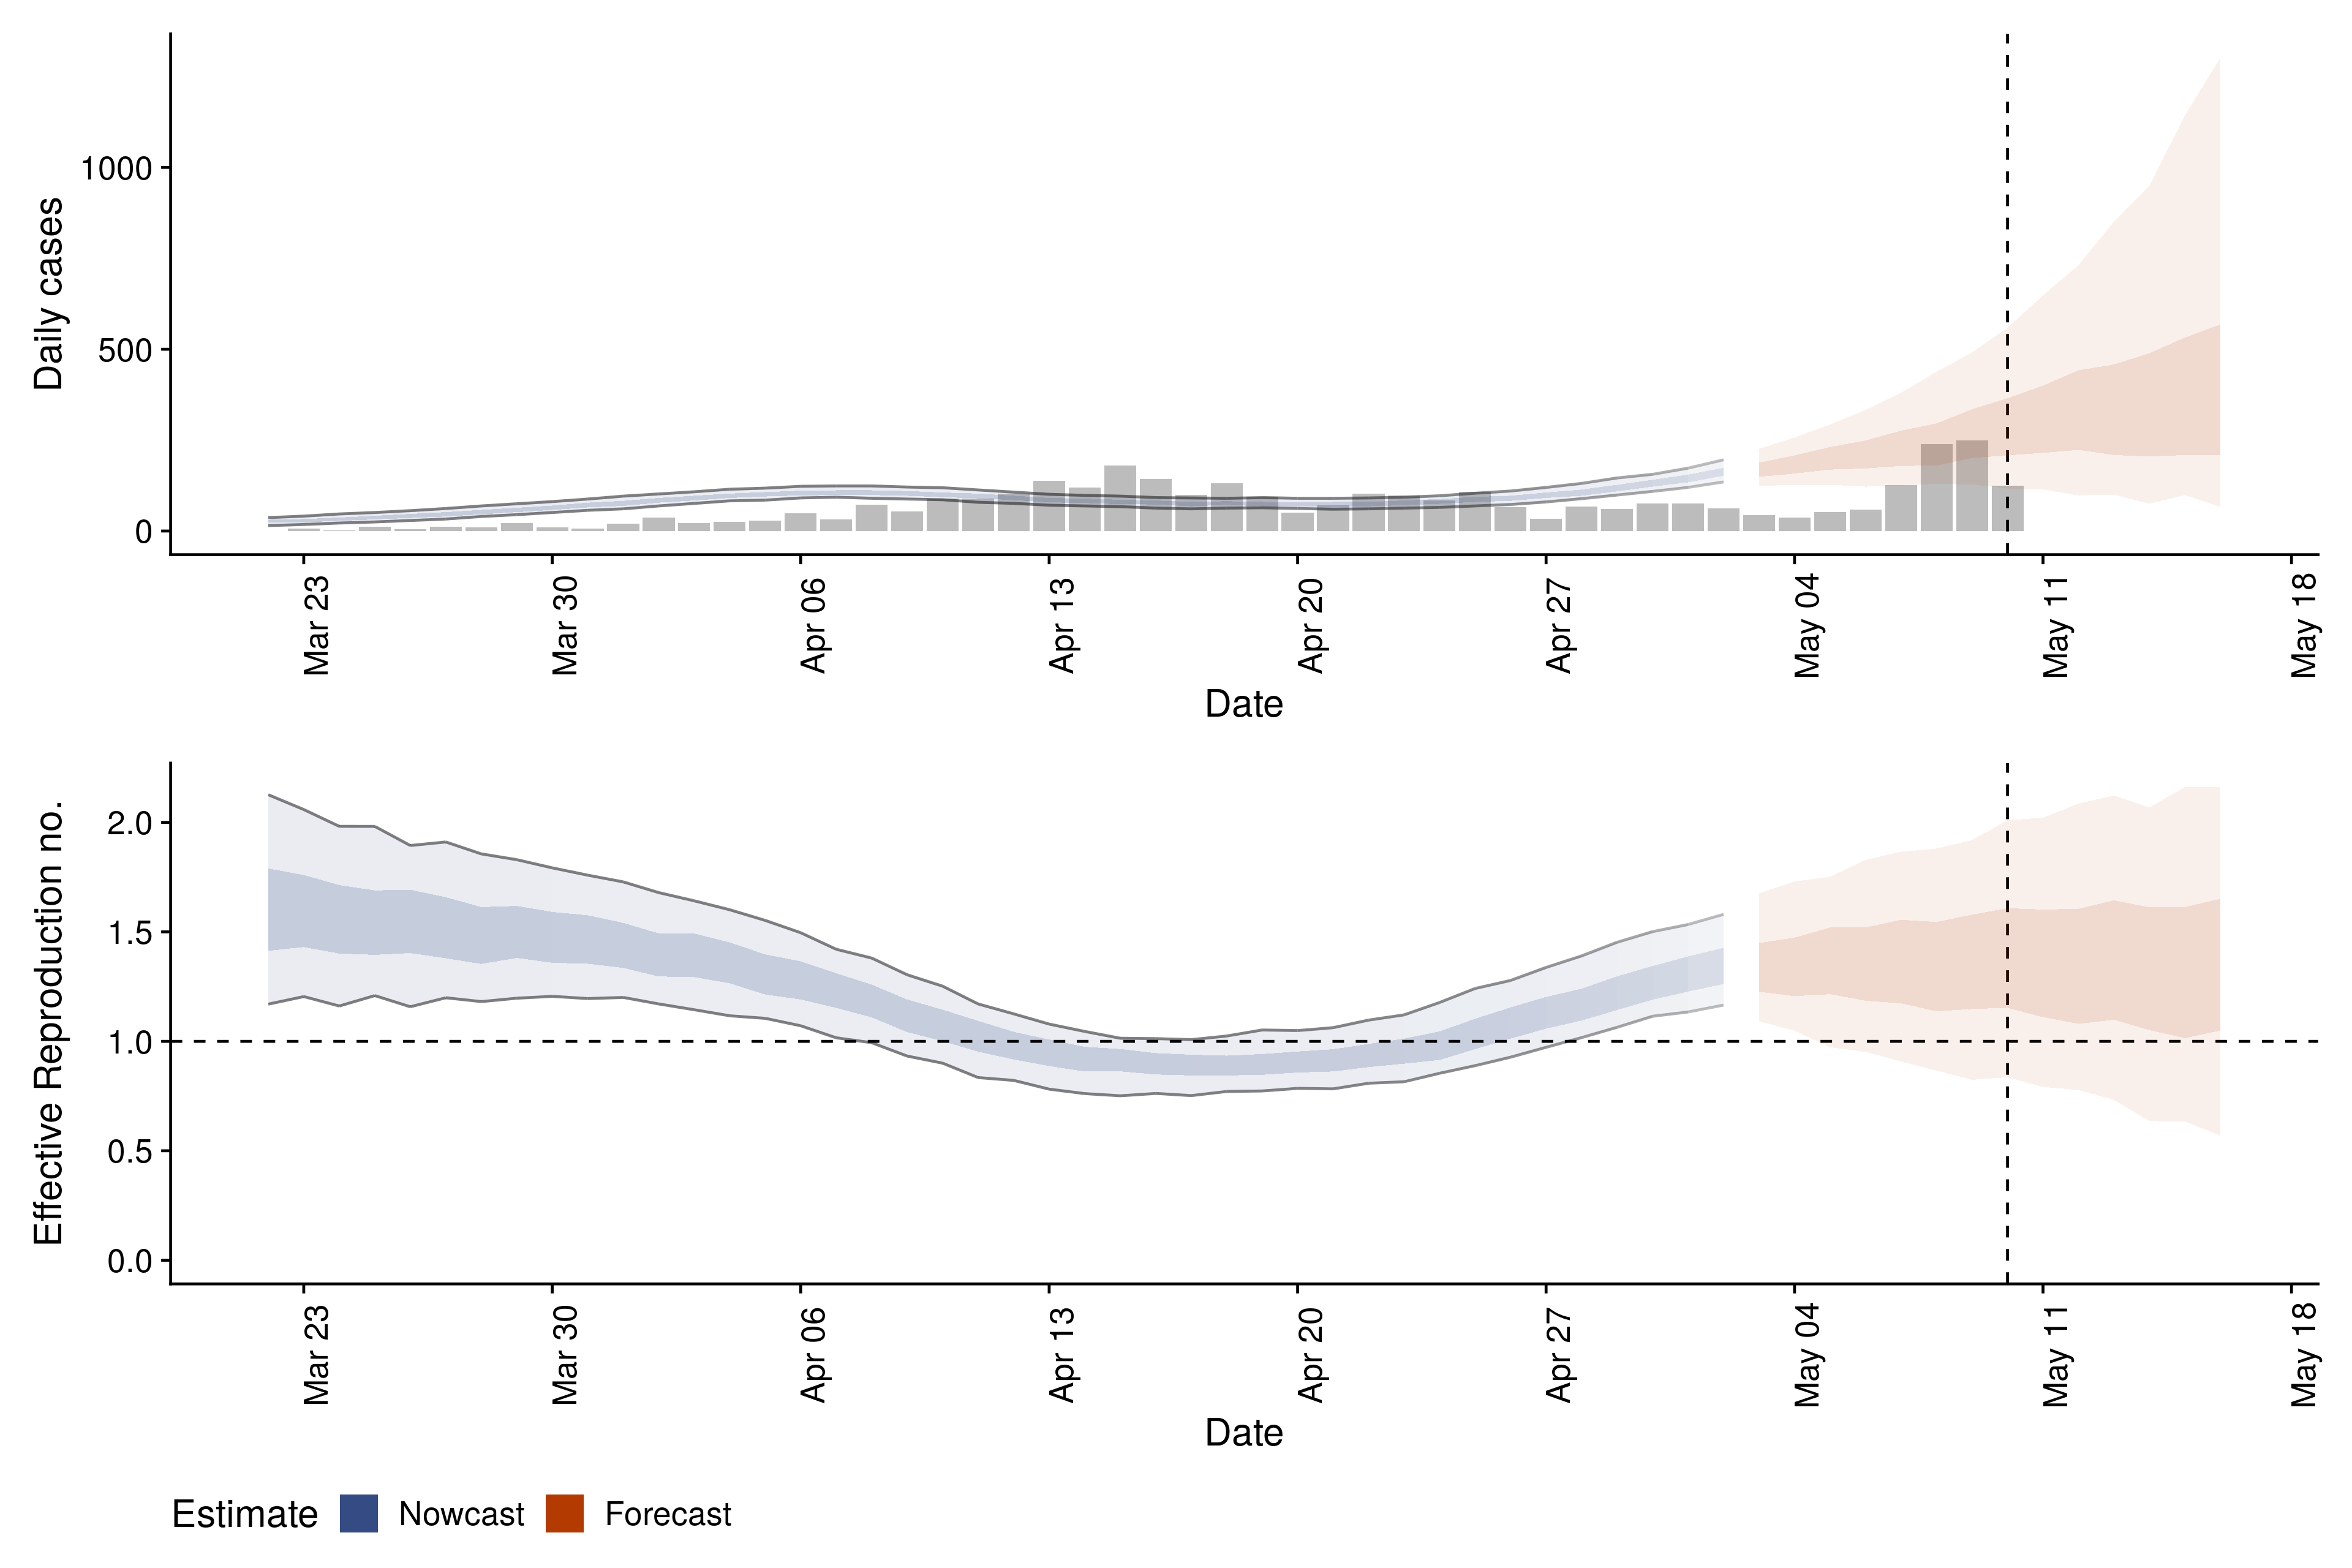 Daily cases
1000
500
0
Mar 23
Mar 30
Apr 06
Apr 13
Apr 20
Apr 27
May 04
May 11
May 18
Date
Effective Reproduction no.
2.0
1.5
1.0
0.5
0.0
Mar 23
Mar 30
Apr 06
Apr 13
Apr 20
Apr 27
May 04
May 11
May 18
Date
Estimate Nowcast Forecast